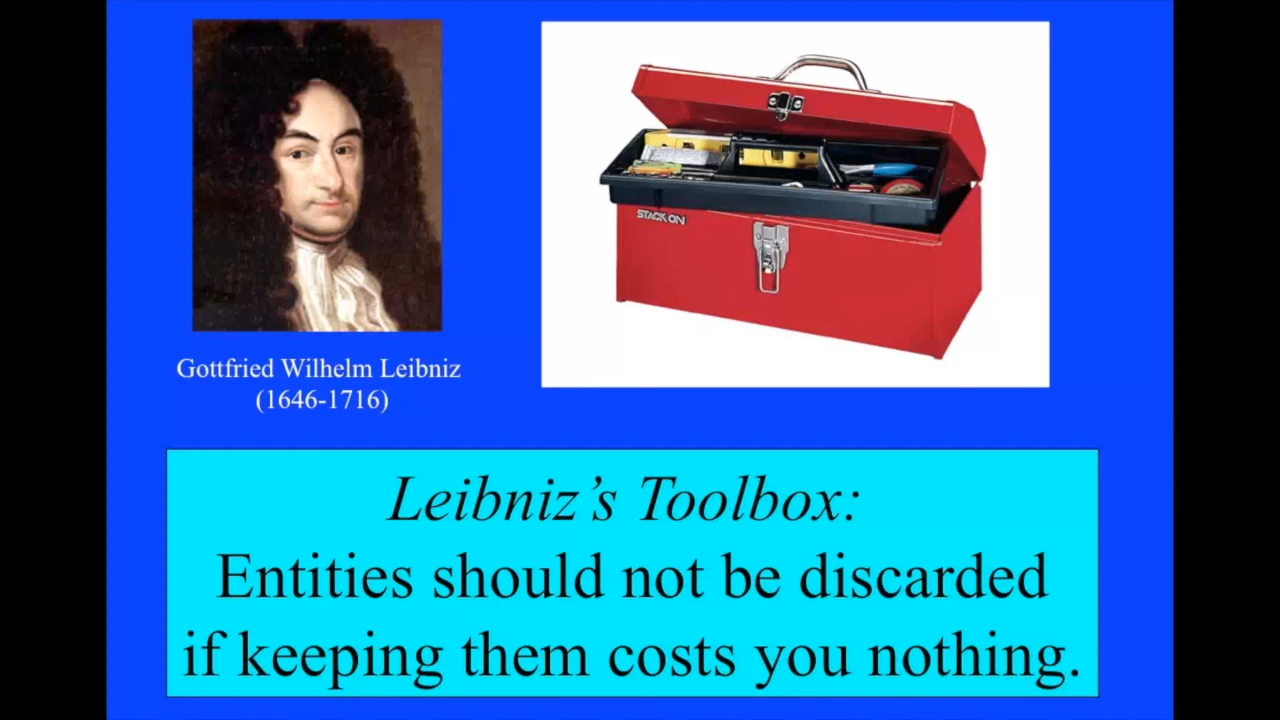 STACK-ON
Gottfried Wilhelm Leibniz
(1646-1716)
Leibniz’s Toolbox:
Entities should not be discarded
if keeping them costs you nothing.